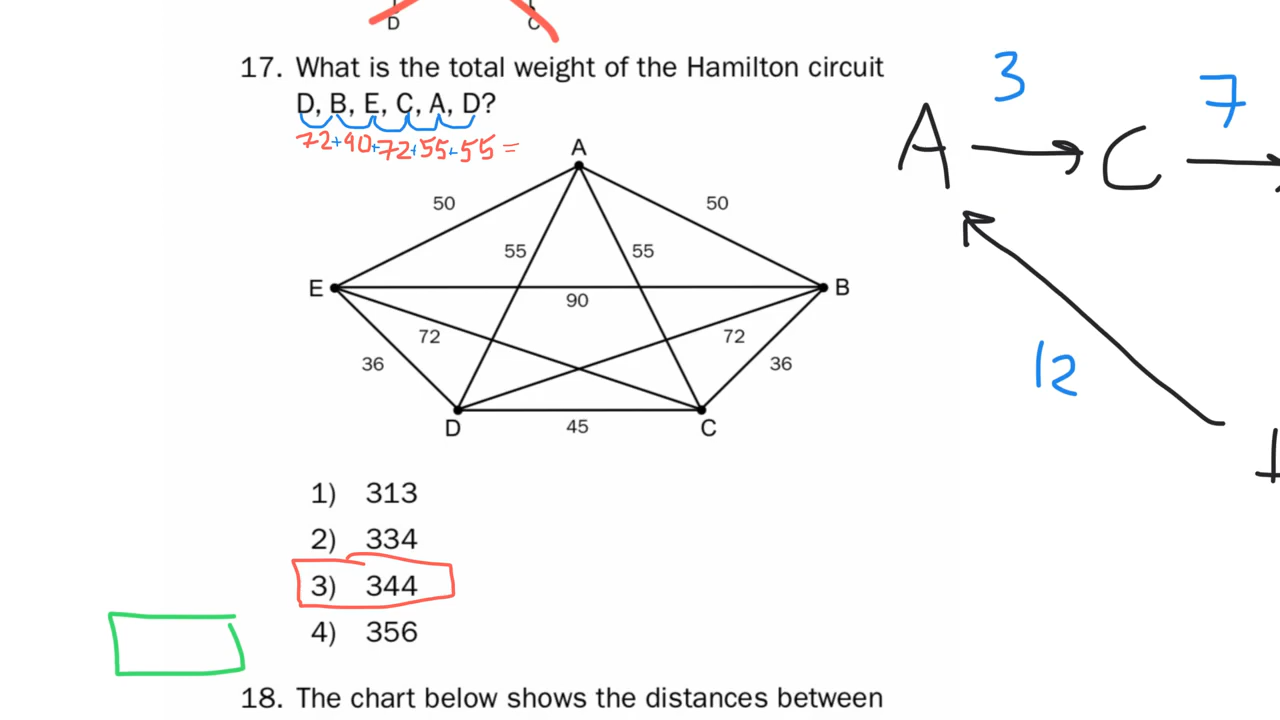 D C
17. What is the total weight of the Hamilton circuit
D, B, E, C, A, D?
72+90+72+55+55 =
A
50 50
55 55
E B
90
72 72
36 36
D C
45
1) 313
2) 334
3) 344
4) 356
18. The chart below shows the distances between
3 7
A C
12